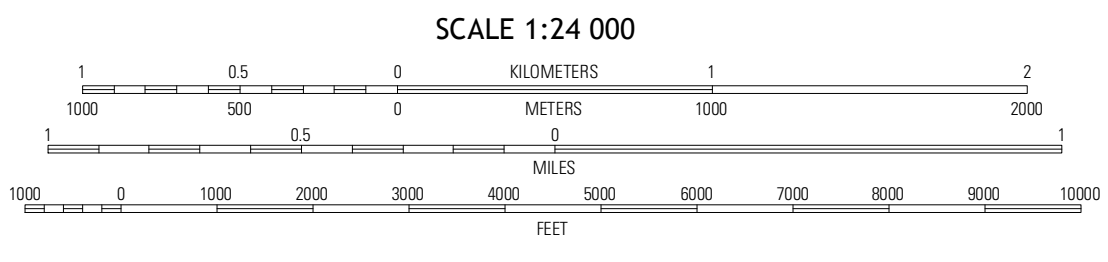 SCALE 1:24 000
1 0.5 0 KILOMETERS 1 2
1000 500 0 METERS 1000 2000
1 0.5 0 1
MILES
1000 0 1000 2000 3000 4000 5000 6000 7000 8000 9000 10000
FEET